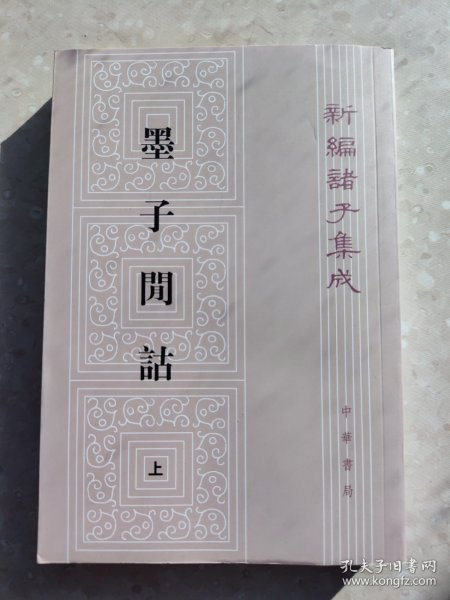 新編諸子集成
墨子閒詁
上
中華書局
孔夫子旧书网
www.kongfz.com